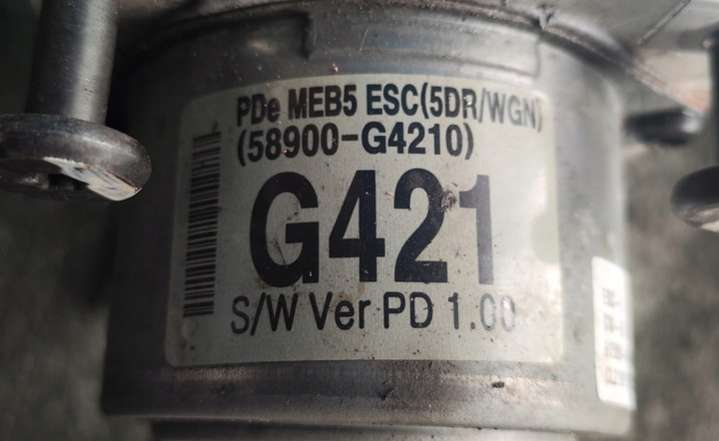 PDe MEB5 ESC(5DR/WGN)
(58900-G4210)
G421
S/W Ver PD 1.00